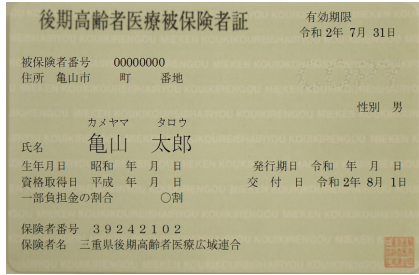 後期高齢者医療被保険者証
有効期限
令和 2年 7月 31日
被保険者番号 00000000
住所 亀山市 町 番地
性別 男
カメヤマ タロウ
氏名 亀山 太郎
生年月日 昭和 年 月 日
発行期日 令和 年 月 日
資格取得日 平成 年 月 日
交付日 令和 2年 8月 1日
一部負担金の割合 〇割
保険者番号 39242102
保険者名 三重県後期高齢者医療広域連合